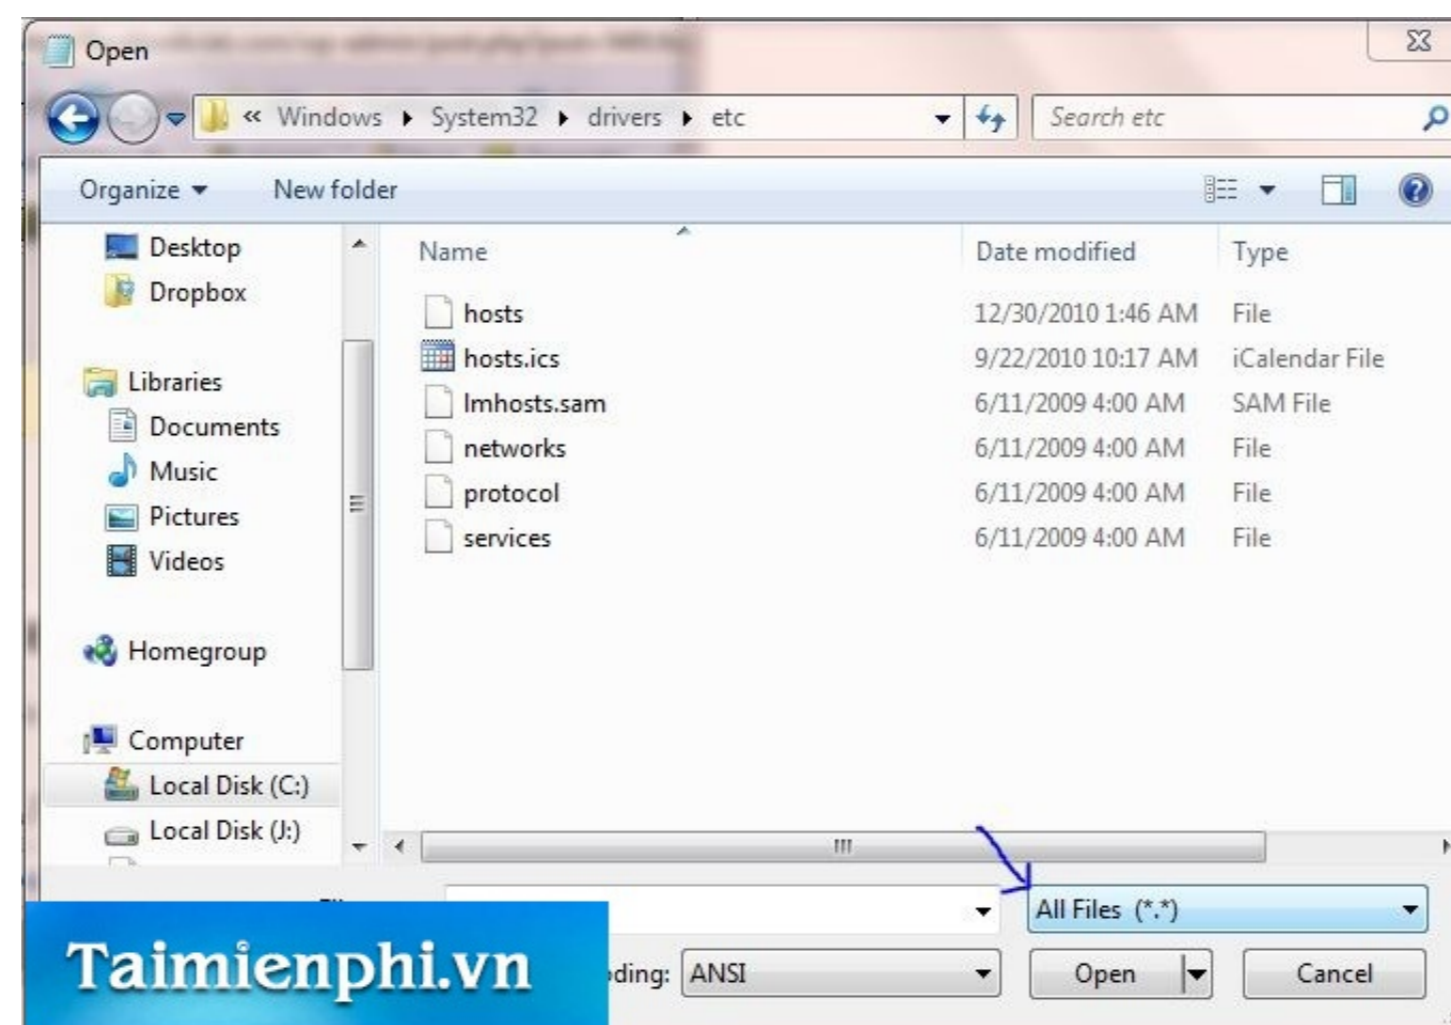 Open
« Windows System32 drivers etc Search etc
Organize New folder
Name Date modified Type
Desktop
Dropbox
Libraries
Documents
Music
Pictures
Videos
Homegroup
Computer
Local Disk (C:)
Local Disk (J:)
hosts 12/30/2010 1:46 AM File
hosts.ics 9/22/2010 10:17 AM iCalendar File
lmhosts.sam 6/11/2009 4:00 AM SAM File
networks 6/11/2009 4:00 AM File
protocol 6/11/2009 4:00 AM File
services 6/11/2009 4:00 AM File
All Files (*.*)
Taimienphi.vn
oding: ANSI Open Cancel